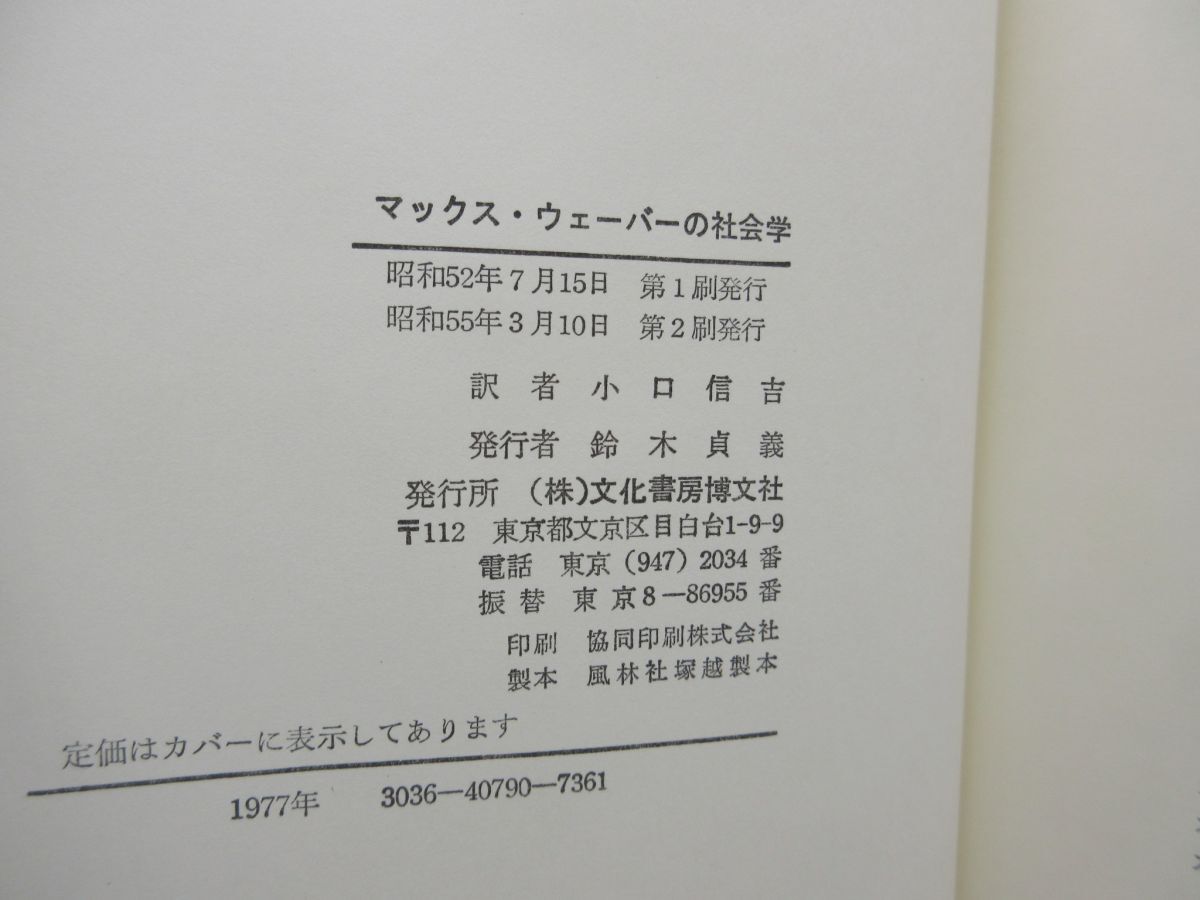 マックス・ウェーバーの社会学
昭和52年7月15日　第1刷発行
昭和55年3月10日　第2刷発行
訳者　小口信吉
発行者　鈴木貞義
発行所　(株)文化書房博文社
〒112　東京都文京区目白台1-9-9
電話　東京(947)2034番
振替　東京8—86955番
印刷　協同印刷株式会社
製本　風林社塚越製本
定価はカバーに表示してあります
1977年　3036—40790—7361